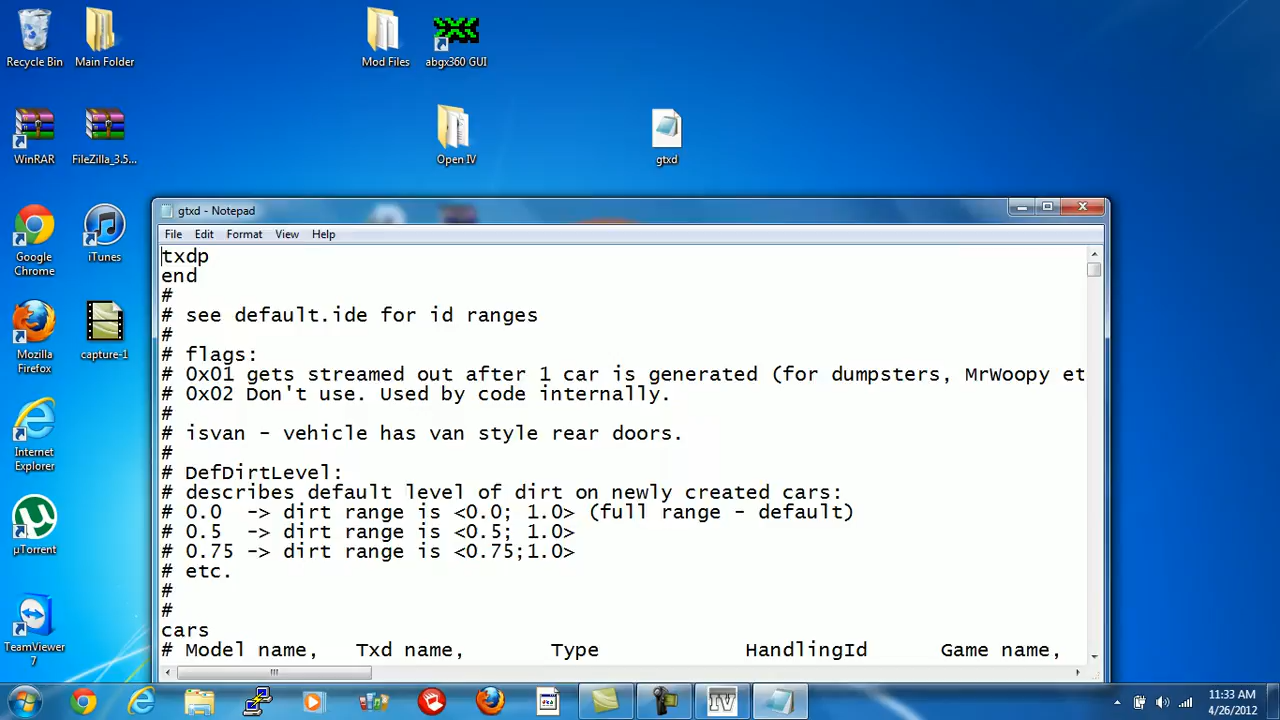 Recycle Bin
Main Folder
Mod Files
abgx360 GUI
WinRAR
FileZilla_3.5...
Open IV
gtxd
Google Chrome
iTunes
Mozilla Firefox
capture-1
Internet Explorer
µTorrent
TeamViewer 7
gtxd - Notepad
File Edit Format View Help
txdp
end
#
# see default.ide for id ranges
#
# flags:
# 0x01 gets streamed out after 1 car is generated (for dumpsters, MrWoopy et
# 0x02 Don't use. Used by code internally.
#
# isvan - vehicle has van style rear doors.
#
# DefDirtLevel:
# describes default level of dirt on newly created cars:
# 0.0 -> dirt range is <0.0; 1.0> (full range - default)
# 0.5 -> dirt range is <0.5; 1.0>
# 0.75 -> dirt range is <0.75;1.0>
# etc.
#
#
cars
# Model name, Txd name, Type HandlingId Game name,
IV
11:33 AM
4/26/2012